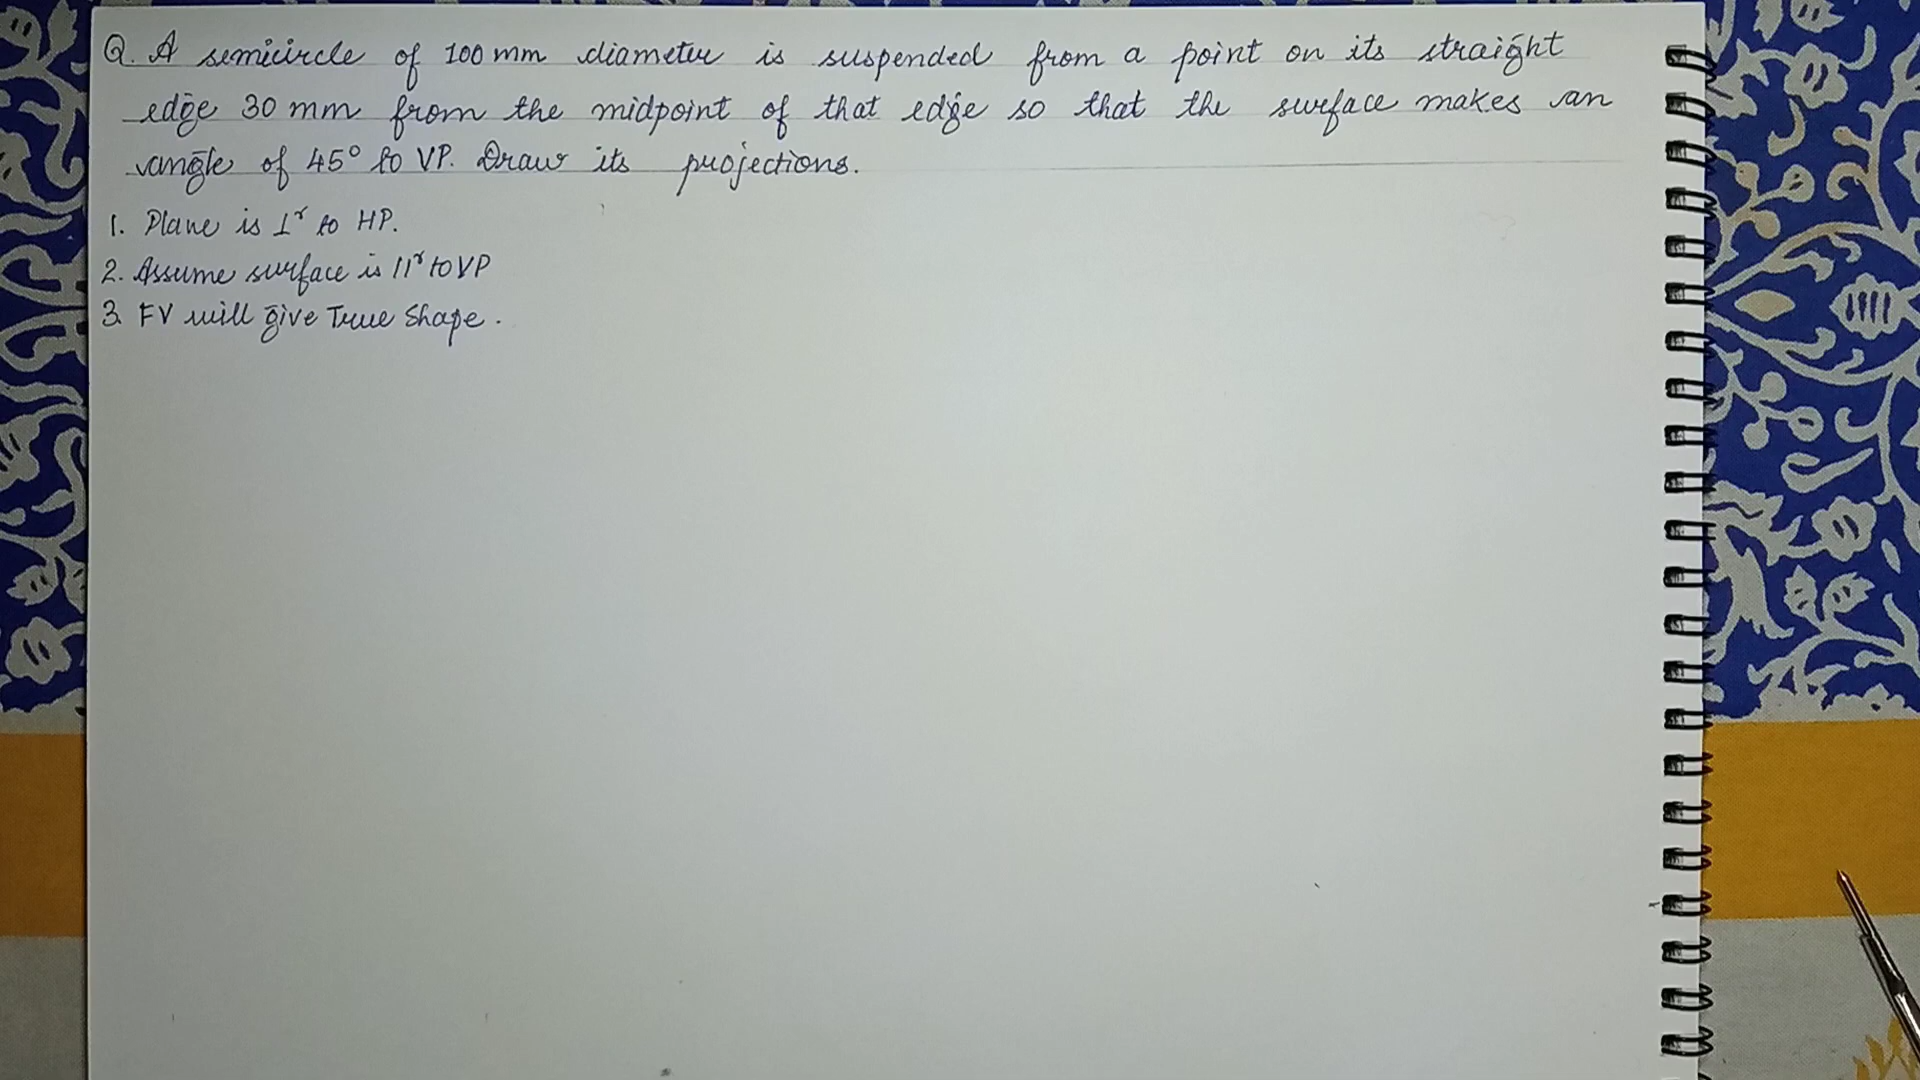 Q. A semicircle of 100 mm diameter is suspended from a point on its straight
edge 30 mm from the midpoint of that edge so that the surface makes an
angle of 45° to VP. Draw its projections.
1. Plane is ⊥r to HP.
2. Assume surface is 11r to VP
3. FV will give True Shape.